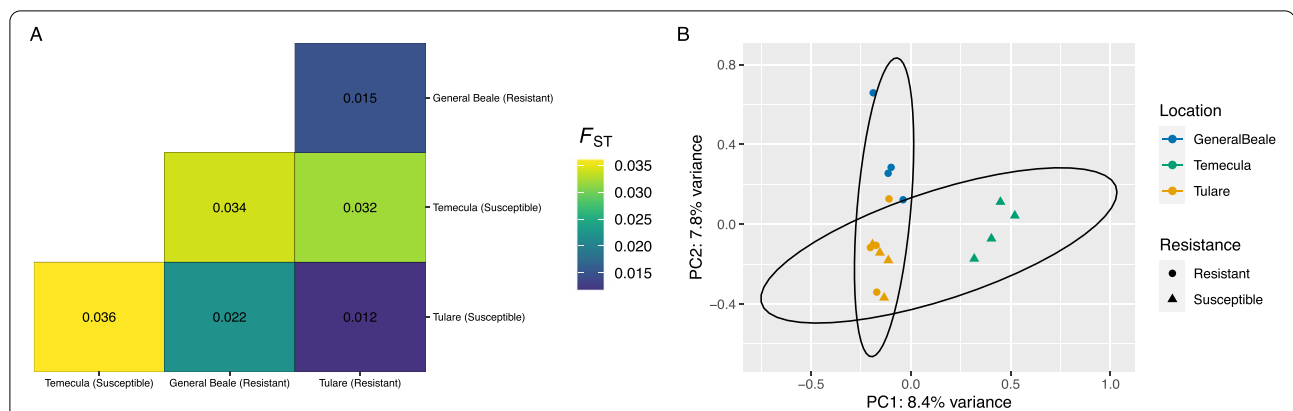 A
0.015
General Beale (Resistant)
0.034
0.032
Temecula (Susceptible)
0.036
0.022
0.012
Tulare (Susceptible)
Temecula (Susceptible)
General Beale (Resistant)
Tulare (Resistant)
FST
0.035
0.030
0.025
0.020
0.015
B
PC2: 7.8% variance
0.8
0.4
0.0
−0.4
−0.5
0.0
0.5
1.0
PC1: 8.4% variance
Location
GeneralBeale
Temecula
Tulare
Resistance
Resistant
Susceptible